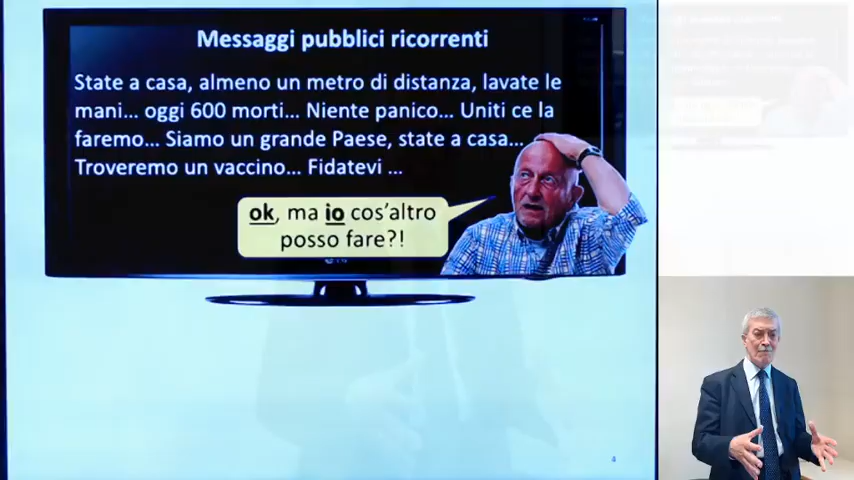 Messaggi pubblici ricorrenti
State a casa, almeno un metro di distanza, lavate le
mani... oggi 600 morti... Niente panico... Uniti ce la
faremo... Siamo un grande Paese, state a casa...
Troveremo un vaccino... Fidatevi ...
ok, ma io cos'altro
posso fare?!